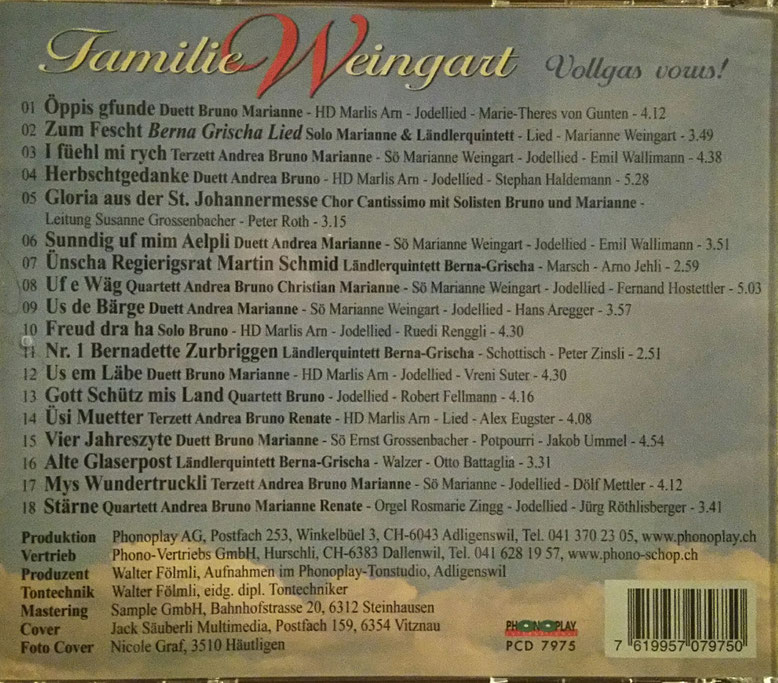 Familie Weingart Vollgas vorus!
01 Öppis gfunde Duett Bruno Marianne - HD Marlis Arn - Jodellied - Marie-Theres von Gunten - 4.12
02 Zum Fescht Berna Grischa Lied Solo Marianne & Ländlerquintett - Lied - Marianne Weingart - 3.49
03 I füehl mi rych Terzett Andrea Bruno Marianne - Sö Marianne Weingart - Jodellied - Emil Wallimann - 4.38
04 Herbschtgedanke Duett Andrea Bruno - HD Marlis Arn - Jodellied - Stephan Haldemann - 5.28
05 Gloria aus der St. Johannermesse Chor Cantissimo mit Solisten Bruno und Marianne -
Leitung Susanne Grossenbacher - Peter Roth - 3.15
06 Sunndig uf mim Aelpli Duett Andrea Marianne - Sö Marianne Weingart - Jodellied - Emil Wallimann - 3.51
07 Ünscha Regierigsrat Martin Schmid Ländlerquintett Berna-Grischa - Marsch - Arno Jehli - 2.59
08 Uf e Wäg Quartett Andrea Bruno Christian Marianne - Sö Marianne Weingart - Jodellied - Fernand Hostettler - 5.03
09 Us de Bärge Duett Andrea Marianne - Sö Marianne Weingart - Jodellied - Hans Aregger - 3.57
10 Freud dra ha Solo Bruno - HD Marlis Arn - Jodellied - Ruedi Renggli - 4.30
11 Nr. 1 Bernadette Zurbriggen Ländlerquintett Berna-Grischa - Schottisch - Peter Zinsli - 2.51
12 Us em Läbe Duett Bruno Marianne - HD Marlis Arn - Jodellied - Vreni Suter - 4.30
13 Gott Schütz mis Land Quartett Bruno - Jodellied - Robert Fellmann - 4.16
14 Üsi Muetter Terzett Andrea Bruno Renate - HD Marlis Arn - Lied - Alex Eugster - 4.08
15 Vier Jahreszyte Duett Bruno Marianne - Sö Ernst Grossenbacher - Potpourri - Jakob Ummel - 4.54
16 Alte Glaserpost Ländlerquintett Berna-Grischa - Walzer - Otto Battaglia - 3.31
17 Mys Wundertruckli Terzett Andrea Bruno Marianne - Sö Marianne Weingart - Jodellied - Dölf Mettler - 4.12
18 Stärne Quartett Andrea Bruno Marianne Renate - Orgel Rosmarie Zingg - Jodellied - Jürg Röthlisberger - 3.41
Produktion Phonoplay AG, Postfach 253, Winkelbüel 3, CH-6043 Adligenswil, Tel. 041 370 23 05, www.phonoplay.ch
Vertrieb Phono-Vertriebs GmbH, Hurschli, CH-6383 Dallenwil, Tel. 041 628 19 57, www.phono-schop.ch
Produzent Walter Fölmli, Aufnahmen im Phonoplay-Tonstudio, Adligenswil
Tontechnik Walter Fölmli, eidg. dipl. Tontechniker
Mastering Sample GmbH, Bahnhofstrasse 20, 6312 Steinhausen
Cover Jack Säuberli Multimedia, Postfach 159, 6354 Vitznau
Foto Cover Nicole Graf, 3510 Häutligen
PHONOPLAY
PCD 7975
7 619957 079750